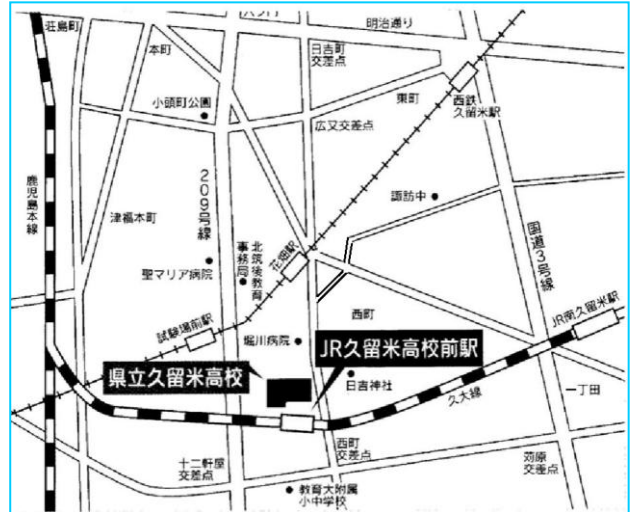 荘島町
明治通り
本町
日吉町
交差点
小頭町公園
東町
西鉄
久留米駅
広又交差点
鹿児島本線
209号線
諏訪中
津福本町
国道3号線
北筑後教育
事務局
花畑駅
聖マリア病院
西町
JR南久留米駅
試験場前駅
堀川病院
JR久留米高校前駅
県立久留米高校
日吉神社
久大線
一丁田
西町
交差点
十二軒屋
交差点
苅原
交差点
教育大附属
小中学校